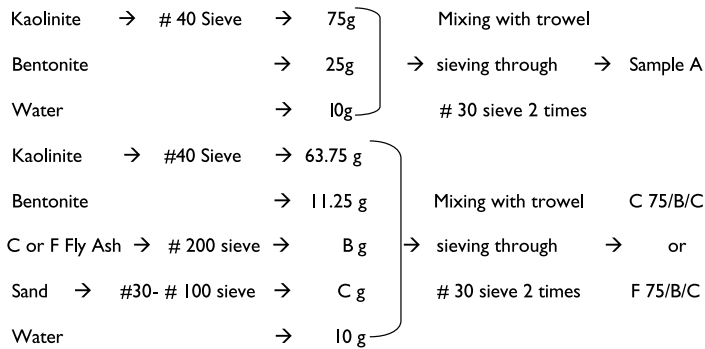 Kaolinite → # 40 Sieve → 75g Mixing with trowel
Bentonite → 25g → sieving through → Sample A
Water → 10g # 30 sieve 2 times
Kaolinite → #40 Sieve → 63.75 g
Bentonite → 11.25 g Mixing with trowel C 75/B/C
C or F Fly Ash → # 200 sieve → B g → sieving through → or
Sand → #30- # 100 sieve → C g # 30 sieve 2 times F 75/B/C
Water → 10 g